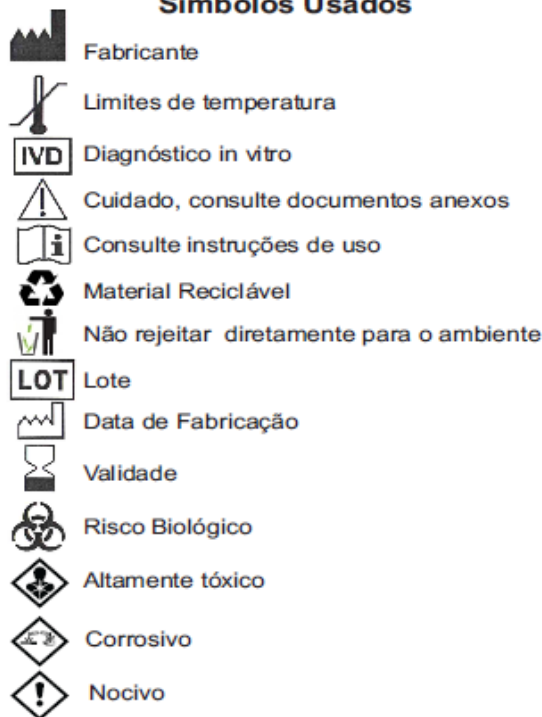 Símbolos Usados
Fabricante
Limites de temperatura
IVD Diagnóstico in vitro
Cuidado, consulte documentos anexos
i Consulte instruções de uso
Material Reciclável
Não rejeitar diretamente para o ambiente
LOT Lote
Data de Fabricação
Validade
Risco Biológico
Altamente tóxico
Corrosivo
Nocivo